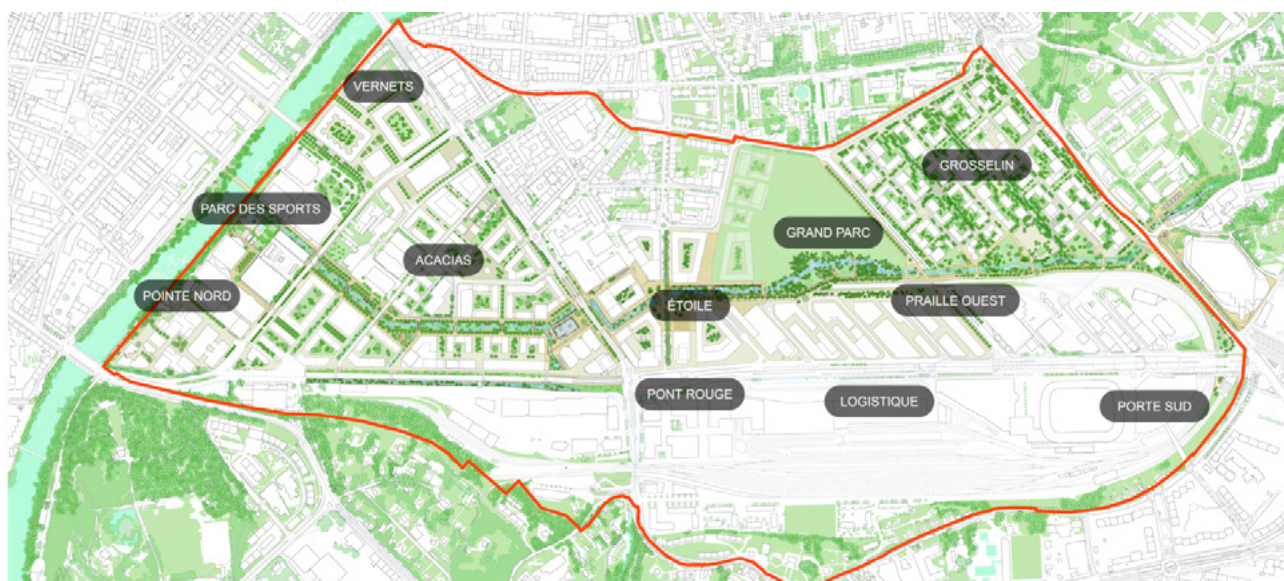 VERNETS
GROSSELIN
PARC DES SPORTS
GRAND PARC
ACACIAS
POINTE NORD
ÉTOILE
PRAILLE OUEST
PONT ROUGE
LOGISTIQUE
PORTE SUD